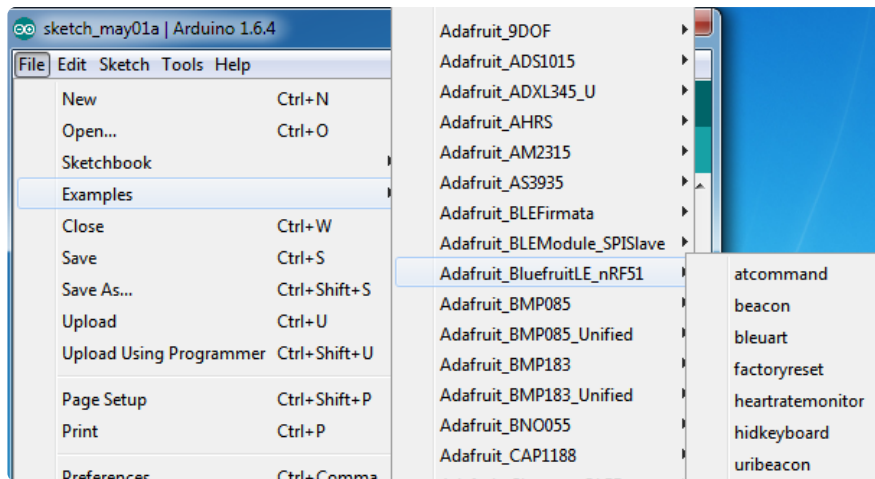 sketch_may01a | Arduino 1.6.4
File Edit Sketch Tools Help
New Ctrl+N
Open... Ctrl+O
Sketchbook
Examples
Close Ctrl+W
Save Ctrl+S
Save As... Ctrl+Shift+S
Upload Ctrl+U
Upload Using Programmer Ctrl+Shift+U
Page Setup Ctrl+Shift+P
Print Ctrl+P
Preferences Ctrl+Comma
Adafruit_9DOF
Adafruit_ADS1015
Adafruit_ADXL345_U
Adafruit_AHRS
Adafruit_AM2315
Adafruit_AS3935
Adafruit_BLEFirmata
Adafruit_BLEModule_SPISlave
Adafruit_BluefruitLE_nRF51
Adafruit_BMP085
Adafruit_BMP085_Unified
Adafruit_BMP183
Adafruit_BMP183_Unified
Adafruit_BNO055
Adafruit_CAP1188
atcommand
beacon
bleuart
factoryreset
heartratemonitor
hidkeyboard
uribeacon